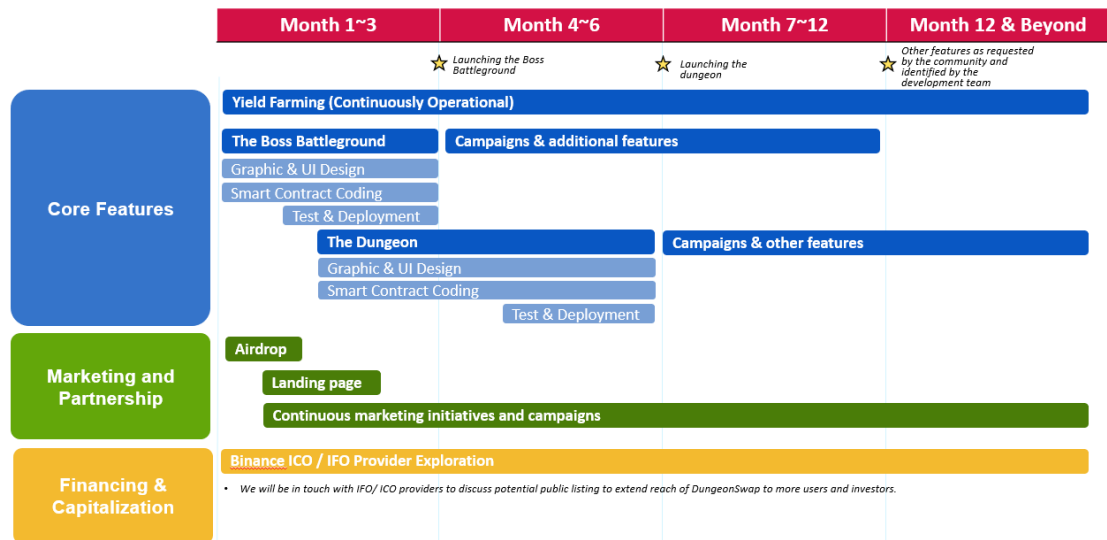 Month 1~3
Month 4~6
Month 7~12
Month 12 & Beyond
Launching the Boss
Battleground
Launching the
dungeon
Other features as requested
by the community and
identified by the
development team
Core Features
Yield Farming (Continuously Operational)
The Boss Battleground
Campaigns & additional features
Graphic & UI Design
Smart Contract Coding
Test & Deployment
The Dungeon
Campaigns & other features
Graphic & UI Design
Smart Contract Coding
Test & Deployment
Marketing and
Partnership
Airdrop
Landing page
Continuous marketing initiatives and campaigns
Financing &
Capitalization
Binance ICO / IFO Provider Exploration
• We will be in touch with IFO/ ICO providers to discuss potential public listing to extend reach of DungeonSwap to more users and investors.